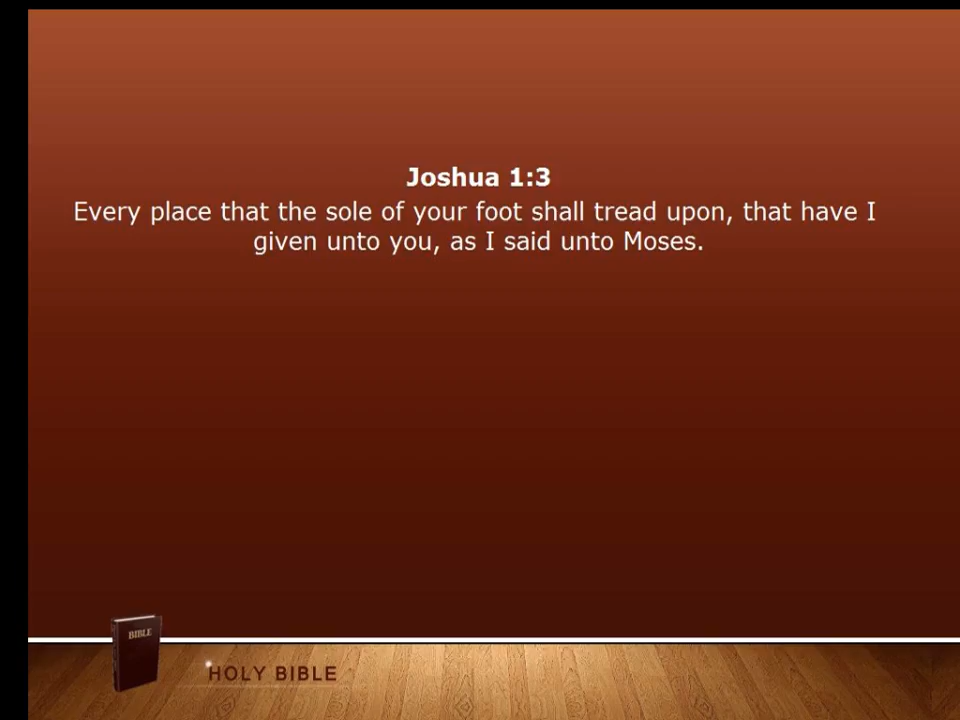 Joshua 1:3
Every place that the sole of your foot shall tread upon, that have I
given unto you, as I said unto Moses.
BIBLE
HOLY BIBLE